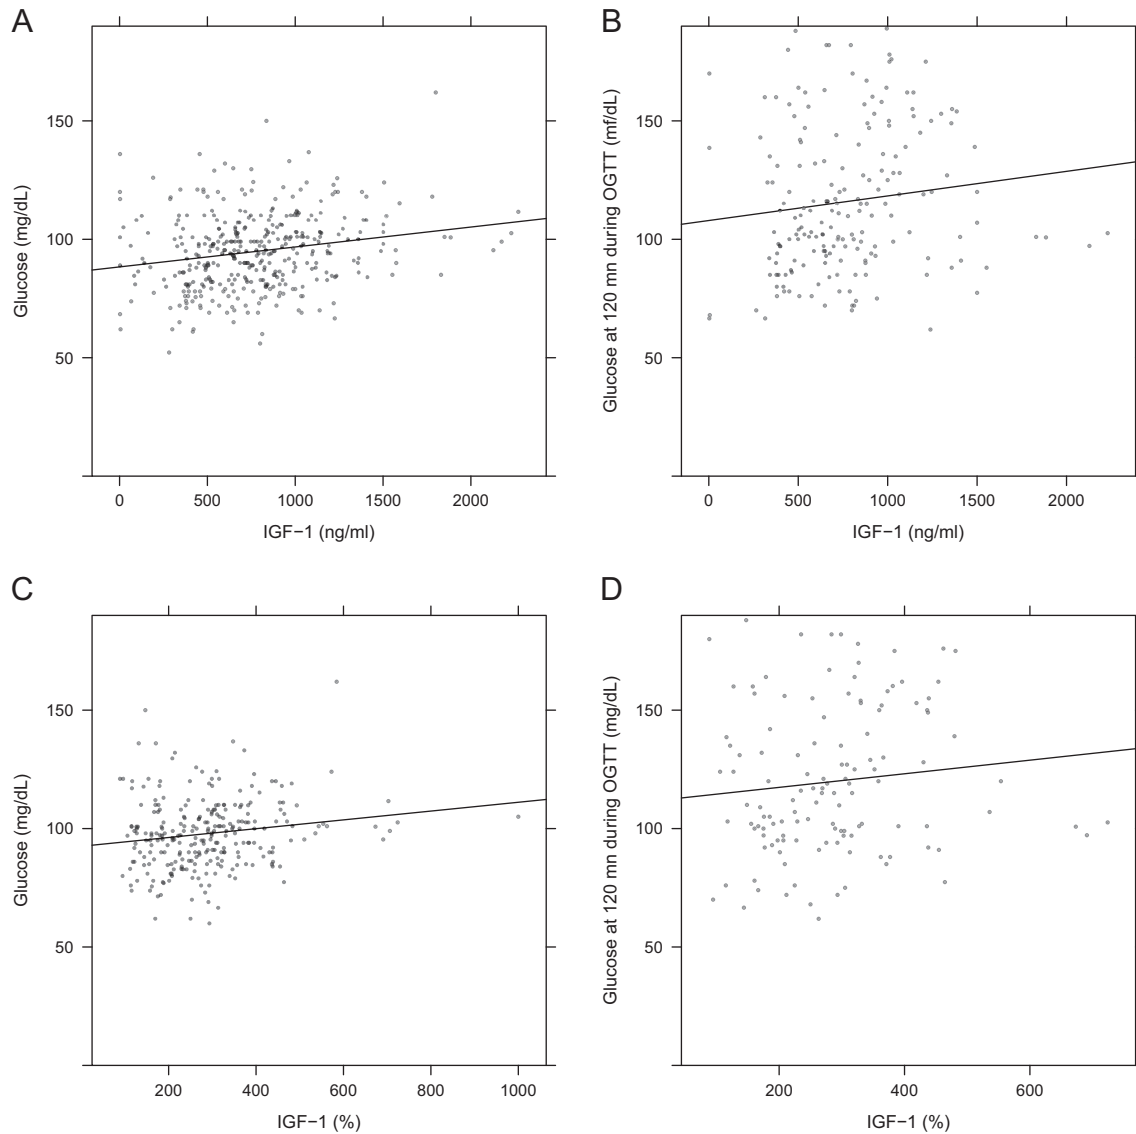 A
150
100
50
Glucose (mg/dL)
0 500 1000 1500 2000
IGF−1 (ng/ml)
B
150
100
50
Glucose at 120 mn during OGTT (mf/dL)
0 500 1000 1500 2000
IGF−1 (ng/ml)
C
150
100
50
Glucose (mg/dL)
200 400 600 800 1000
IGF−1 (%)
D
150
100
50
Glucose at 120 mn during OGTT (mg/dL)
200 400 600
IGF−1 (%)